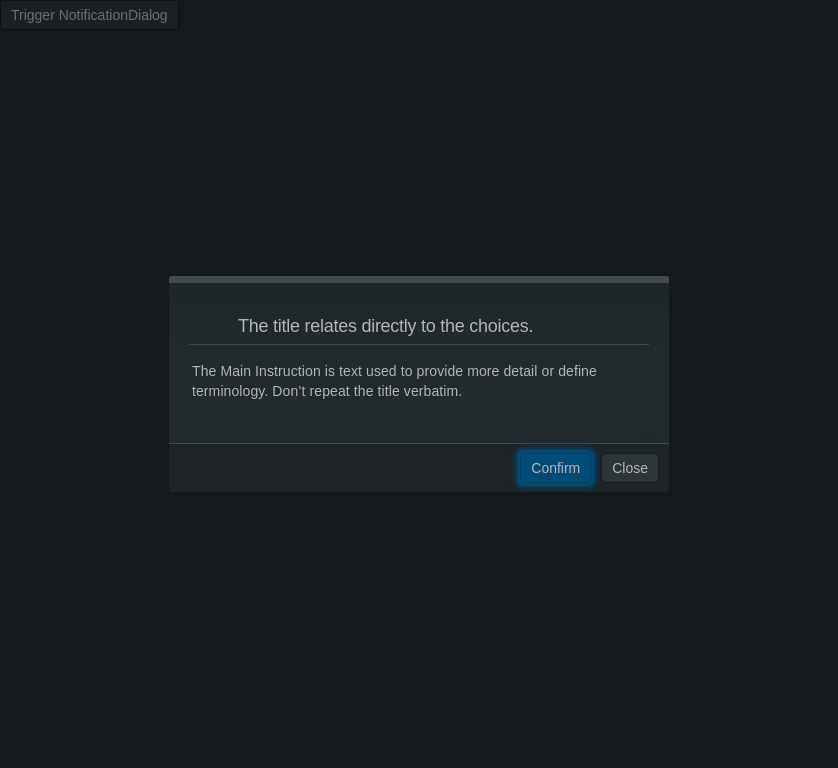 Trigger NotificationDialog
The title relates directly to the choices.
The Main Instruction is text used to provide more detail or define
terminology. Don’t repeat the title verbatim.
Confirm Close